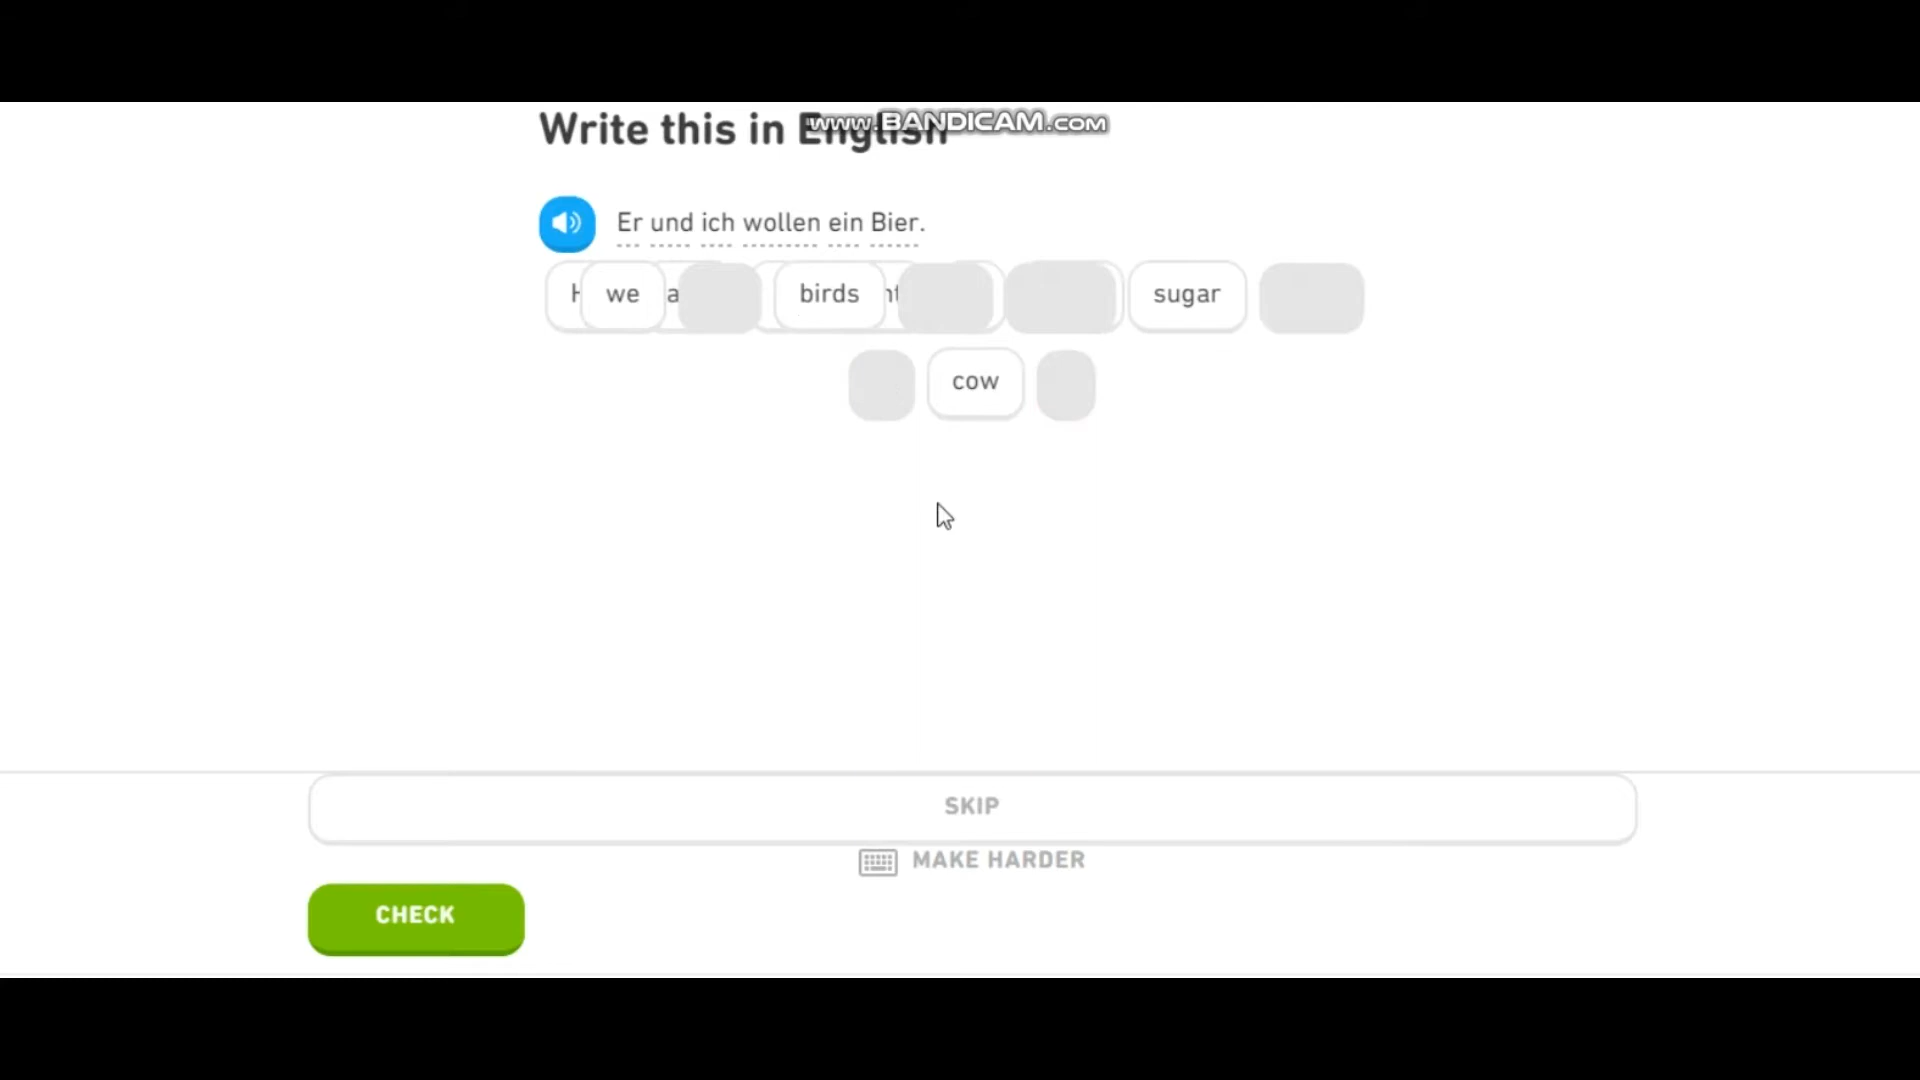 Write this in English
www.BANDICAM.com
Er und ich wollen ein Bier.
we birds sugar
cow
SKIP
MAKE HARDER
CHECK